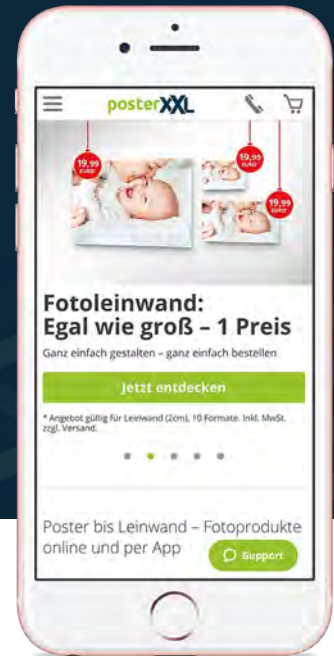 posterXXL
19,99
EURO*
19,99
EURO*
19,99
EURO*
Fotoleinwand:
Egal wie groß – 1 Preis
Ganz einfach gestalten – ganz einfach bestellen
Jetzt entdecken
* Angebot gültig für Leinwand (2cm), 10 Formate. Inkl. MwSt.
zzgl. Versand.
Poster bis Leinwand – Fotoprodukte
online und per App
Support